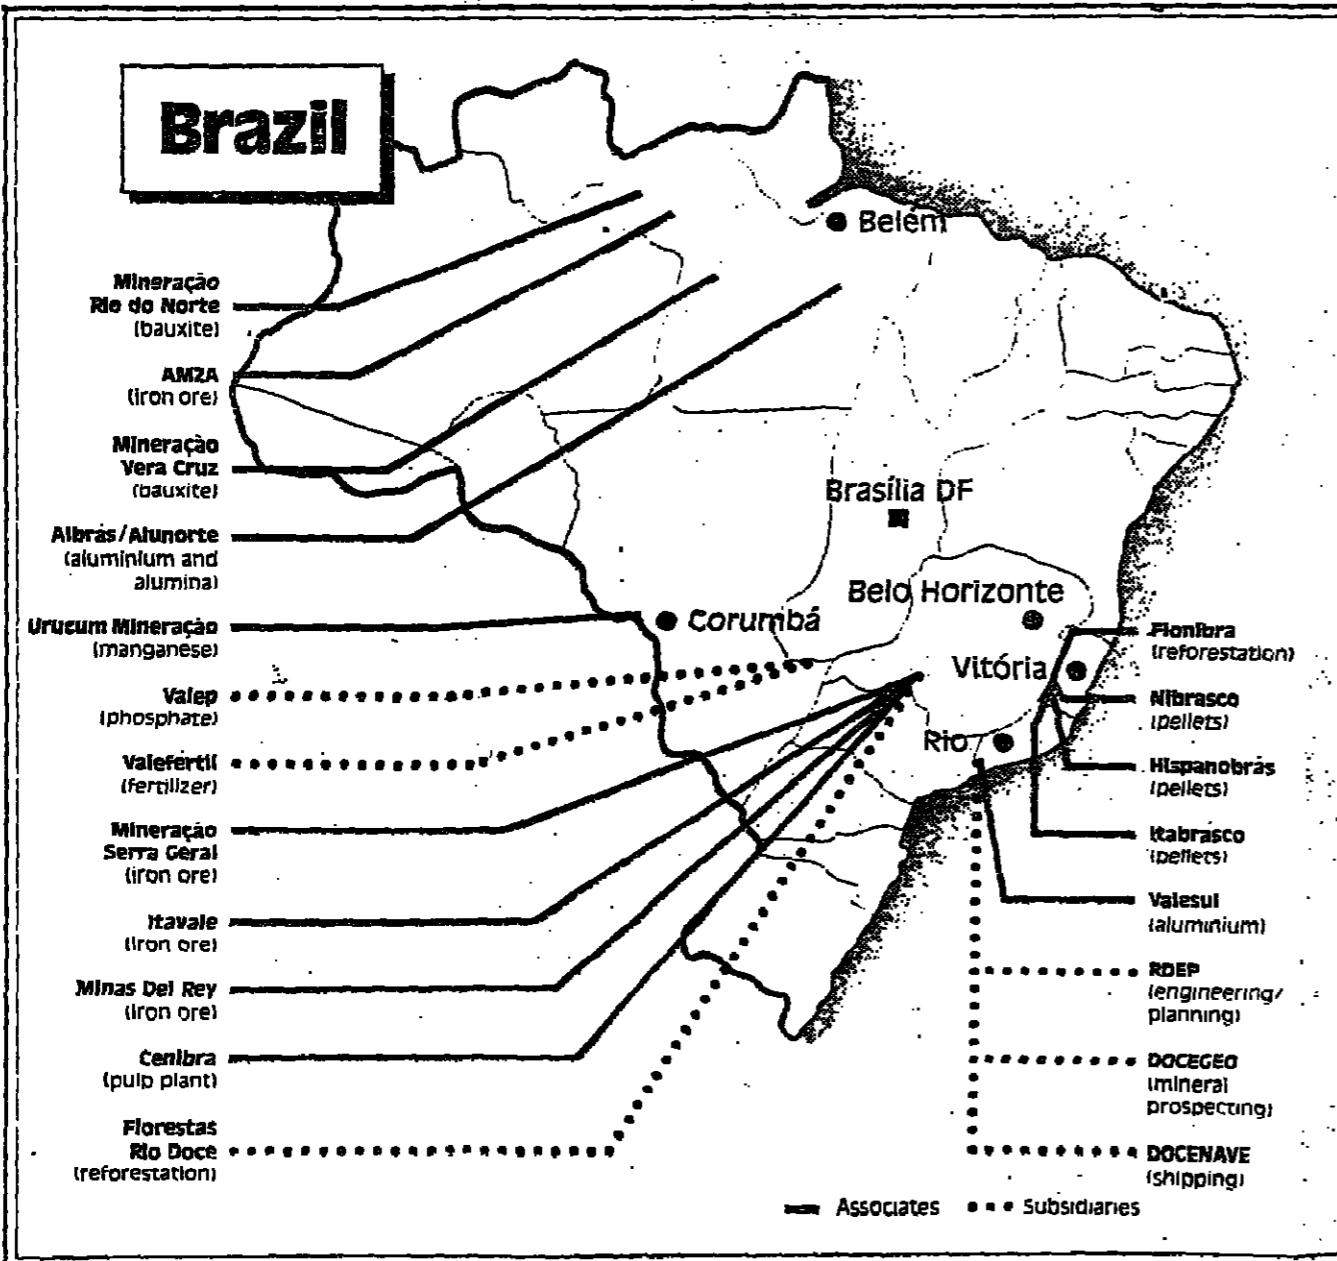 Brazil
Belém
Mineração
Rio do Norte
(bauxite)
AMZA
(iron ore)
Mineração
Vera Cruz
(bauxite)
Albrás/Alunorte
(aluminium and
alumina)
Urucum Mineração
(manganese)
Valep
(phosphate)
Valefértil
(fertilizer)
Mineração
Serra Geral
(iron ore)
Itavale
(iron ore)
Minas Del Rey
(iron ore)
Cenibra
(pulp plant)
Florestas
Rio Doce
(reforestation)
Brasília DF
Belo Horizonte
Corumbá
Vitória
Rio
Flonibra
(reforestation)
Nibrasco
(pellets)
Hispanobrás
(pellets)
Itabrasco
(pellets)
Valesul
(aluminium)
RDEP
(engineering/
planning)
DOCEGEO
(mineral
prospecting)
DOCENAVE
(shipping)
Associates
Subsidiaries